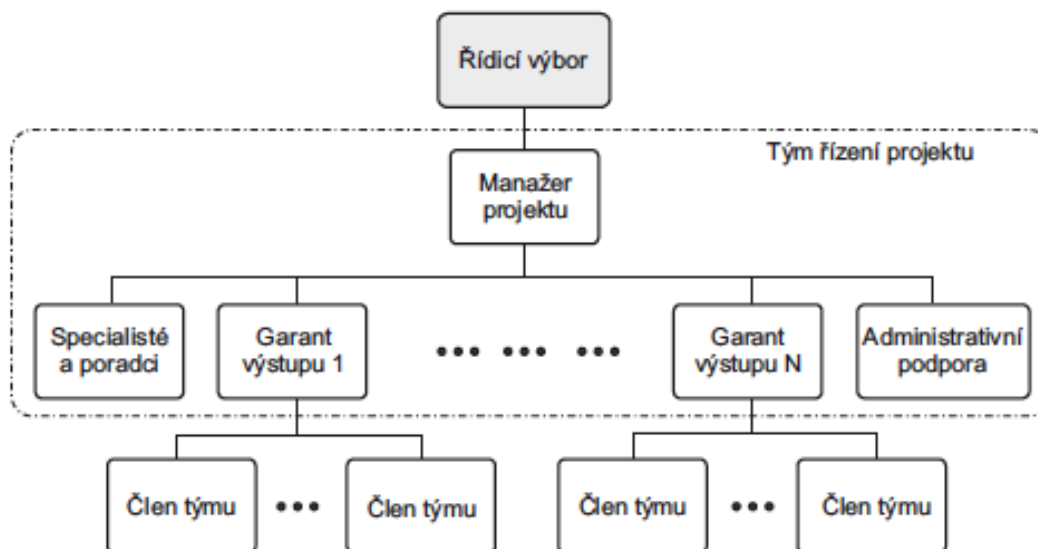 Řídicí výbor
Tým řízení projektu
Manažer
projektu
Specialisté
a poradci
Garant
výstupu 1
Garant
výstupu N
Administrativní
podpora
Člen týmu
Člen týmu
Člen týmu
Člen týmu